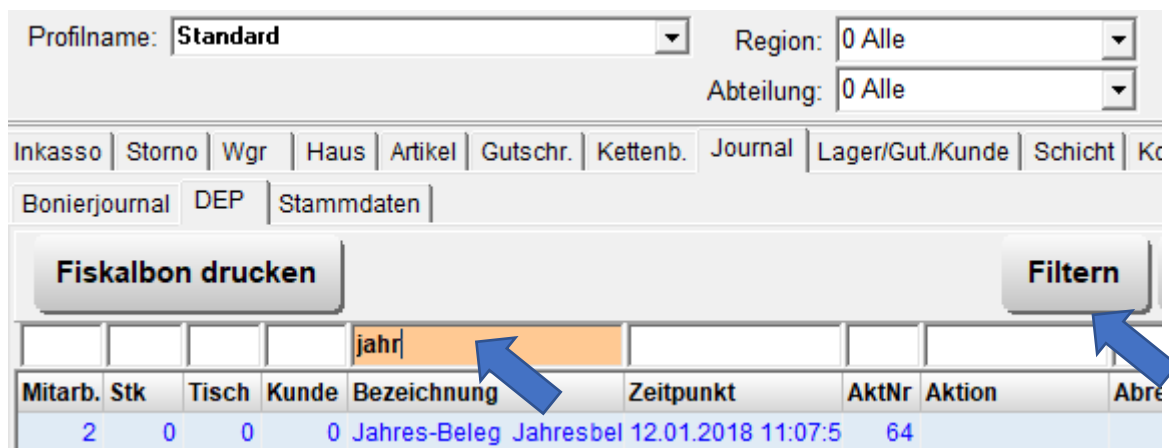 Profilname: Standard Region: 0 Alle
Abteilung: 0 Alle
Inkasso Storno Wgr Haus Artikel Gutschr. Kettenb. Journal Lager/Gut./Kunde Schicht Ko
Bonierjournal DEP Stammdaten
Fiskalbon drucken Filtern
jahr
Mitarb. Stk Tisch Kunde Bezeichnung Zeitpunkt AktNr Aktion Abre
2 0 0 0 Jahres-Beleg Jahresbel 12.01.2018 11:07:5 64